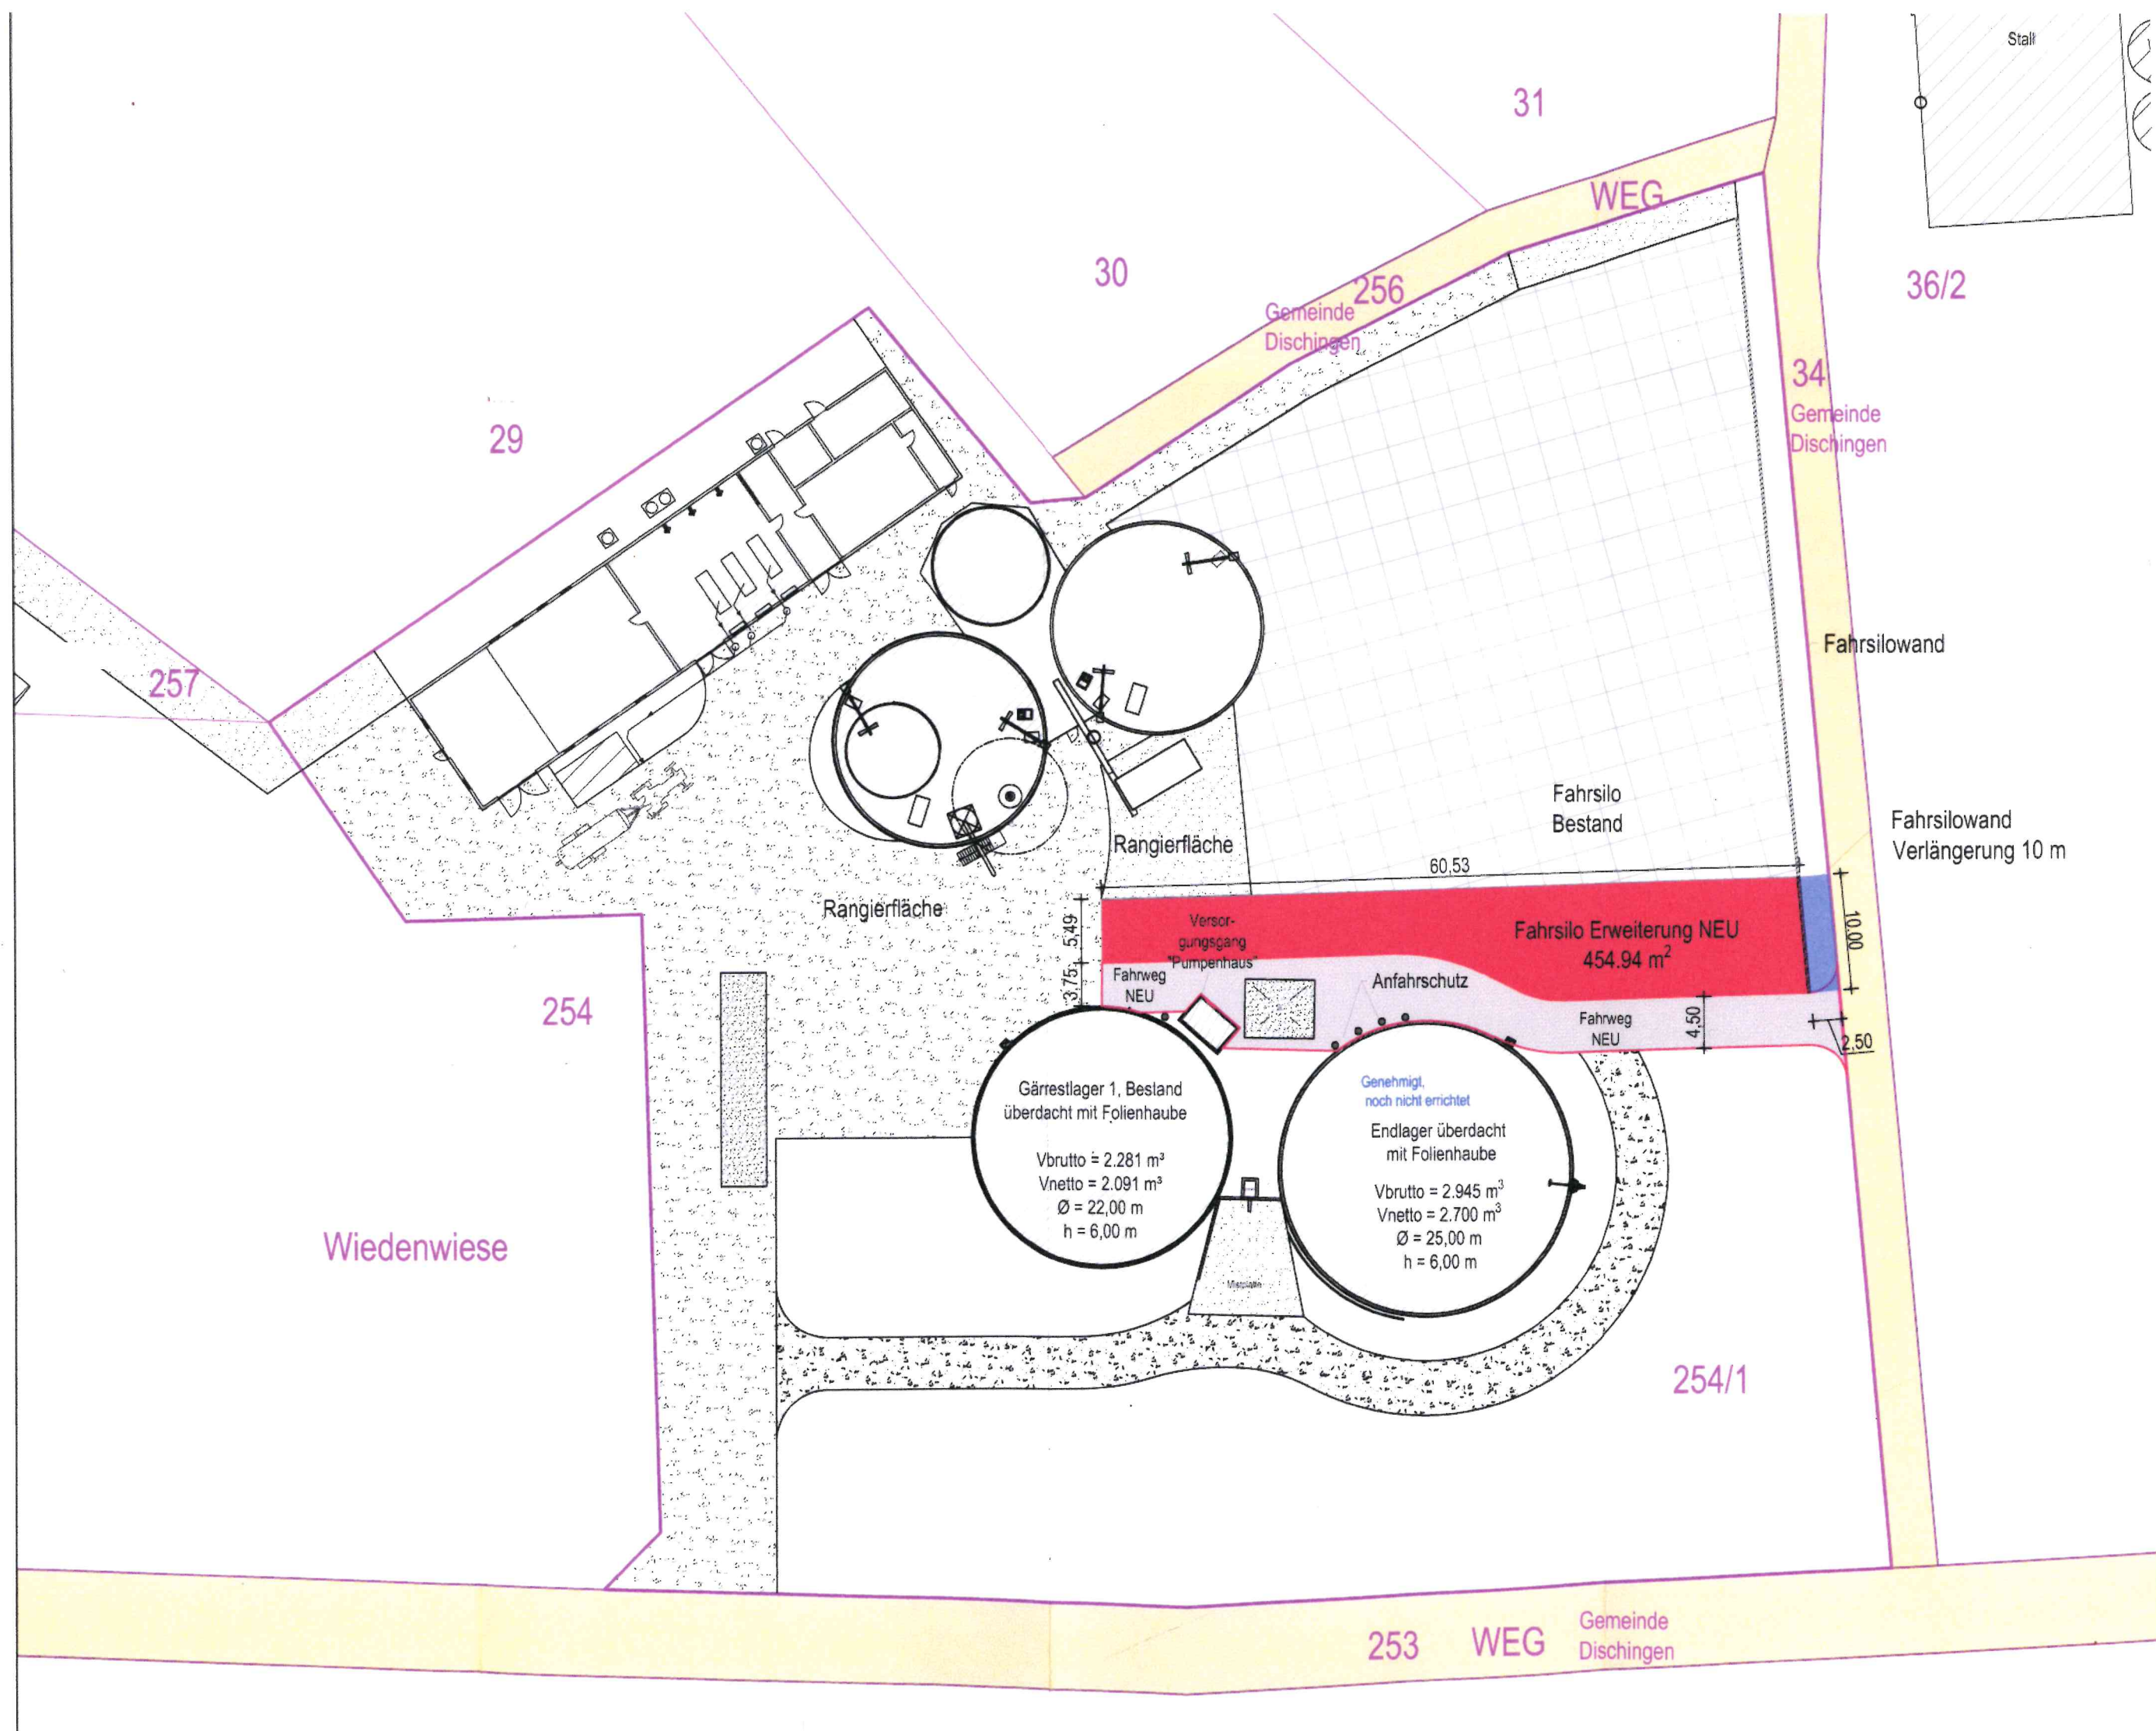 Stall
31
WEG
30
256
Gemeinde
Dischingen
36/2
34
Gemeinde
Dischingen
29
Fahrsilowand
257
Fahrsilo
Bestand
Fahrsilowand
Verlängerung 10 m
Rangierfläche
60,53
Rangierfläche
5,49
Versor-
gungsgang
"Pumpenhaus"
Fahrsilo Erweiterung NEU
454.94 m²
10,00
3,75
Fahrweg
NEU
Anfahrschutz
254
Fahrweg
NEU
4,50
2,50
Gärrestlager 1, Bestand
überdacht mit Folienhaube
Vbrutto = 2.281 m³
Vnetto = 2.091 m³
Ø = 22,00 m
h = 6,00 m
Genehmigt,
noch nicht errichtet
Endlager überdacht
mit Folienhaube
Vbrutto = 2.945 m³
Vnetto = 2.700 m³
Ø = 25,00 m
h = 6,00 m
Wiedenwiese
254/1
253 WEG
Gemeinde
Dischingen